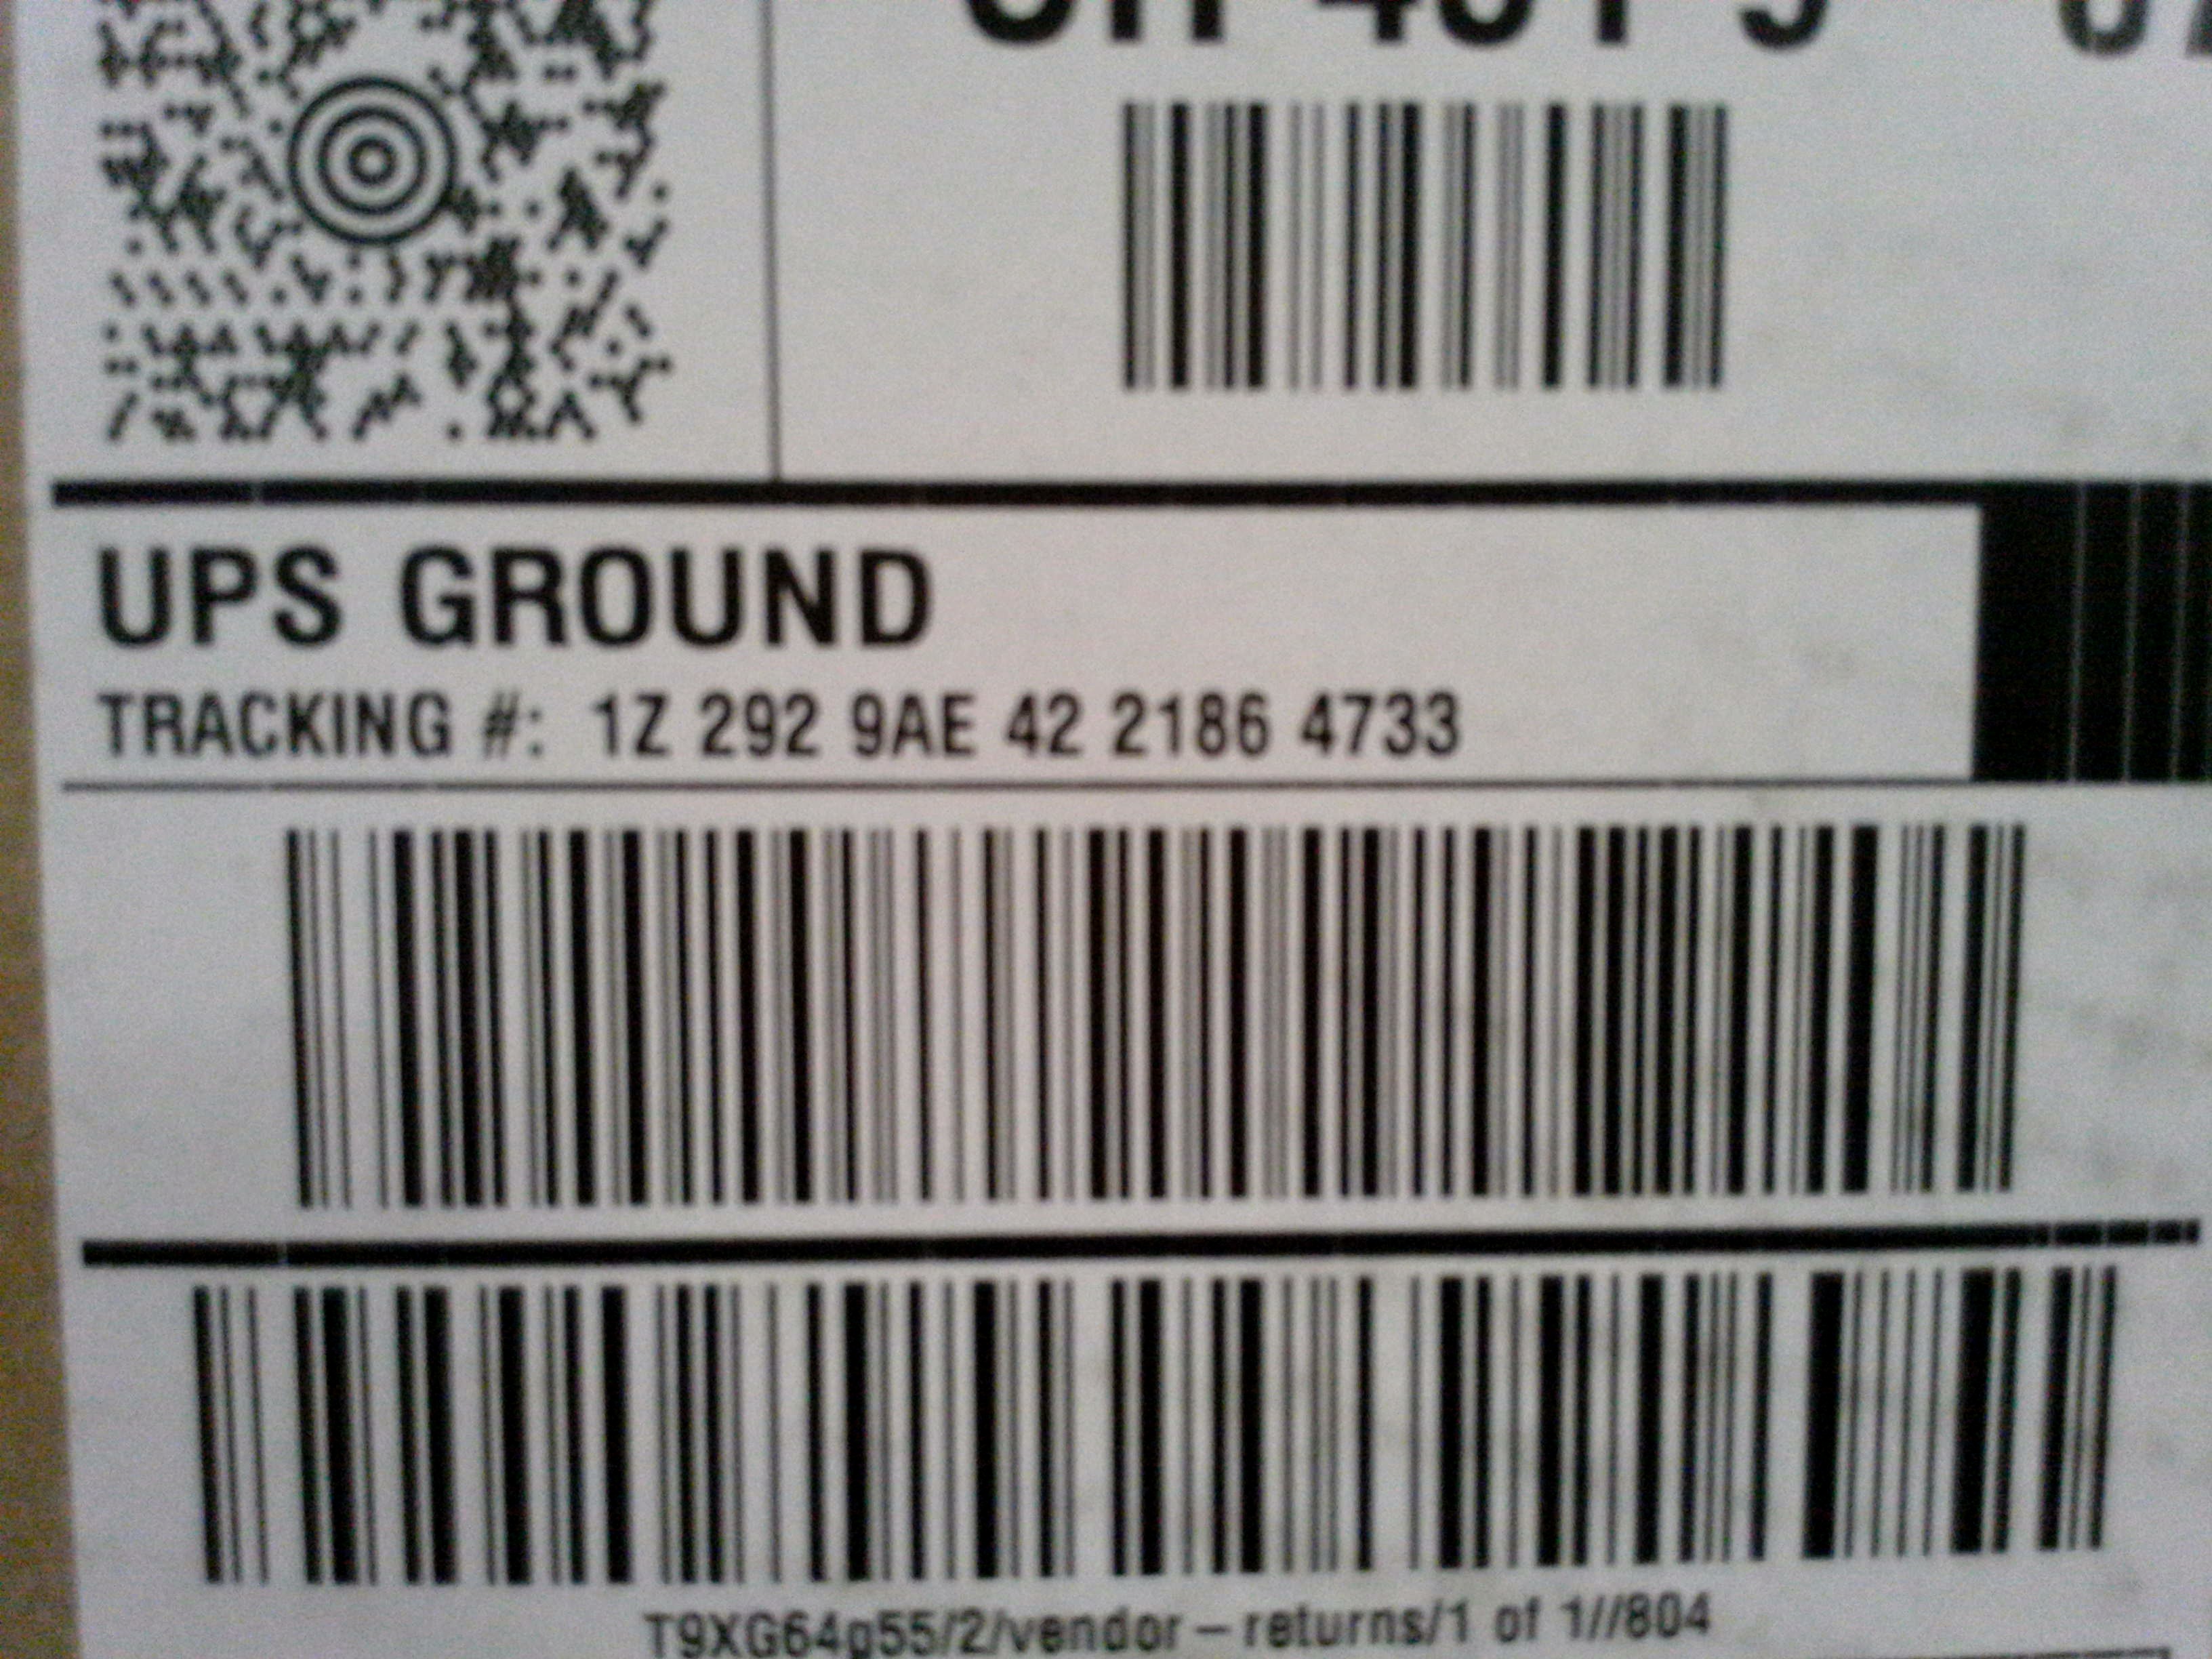 UPS GROUND
TRACKING #: 1Z 292 9AE 42 2186 4733
T9XG64g55/2/vendor – returns/1 of 1//804